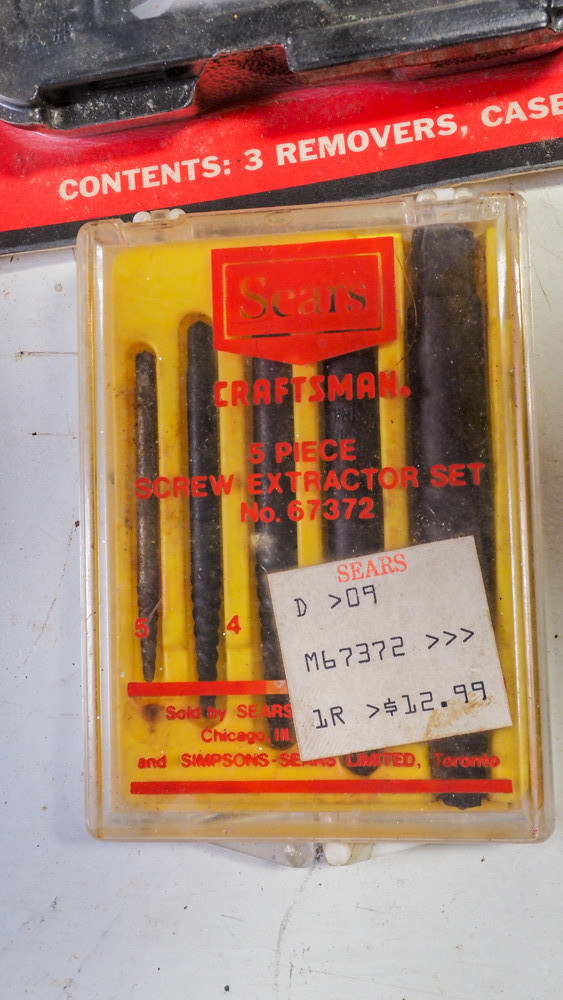 CONTENTS: 3 REMOVERS, CASE
Sears
CRAFTSMAN.
5 PIECE
SCREW EXTRACTOR SET
No. 67372
SEARS
D >09
M67372 >>>
1R >$12.99
5 4
Sold by SEARS
Chicago, Ill.
and SIMPSONS-SEARS LIMITED, Toronto